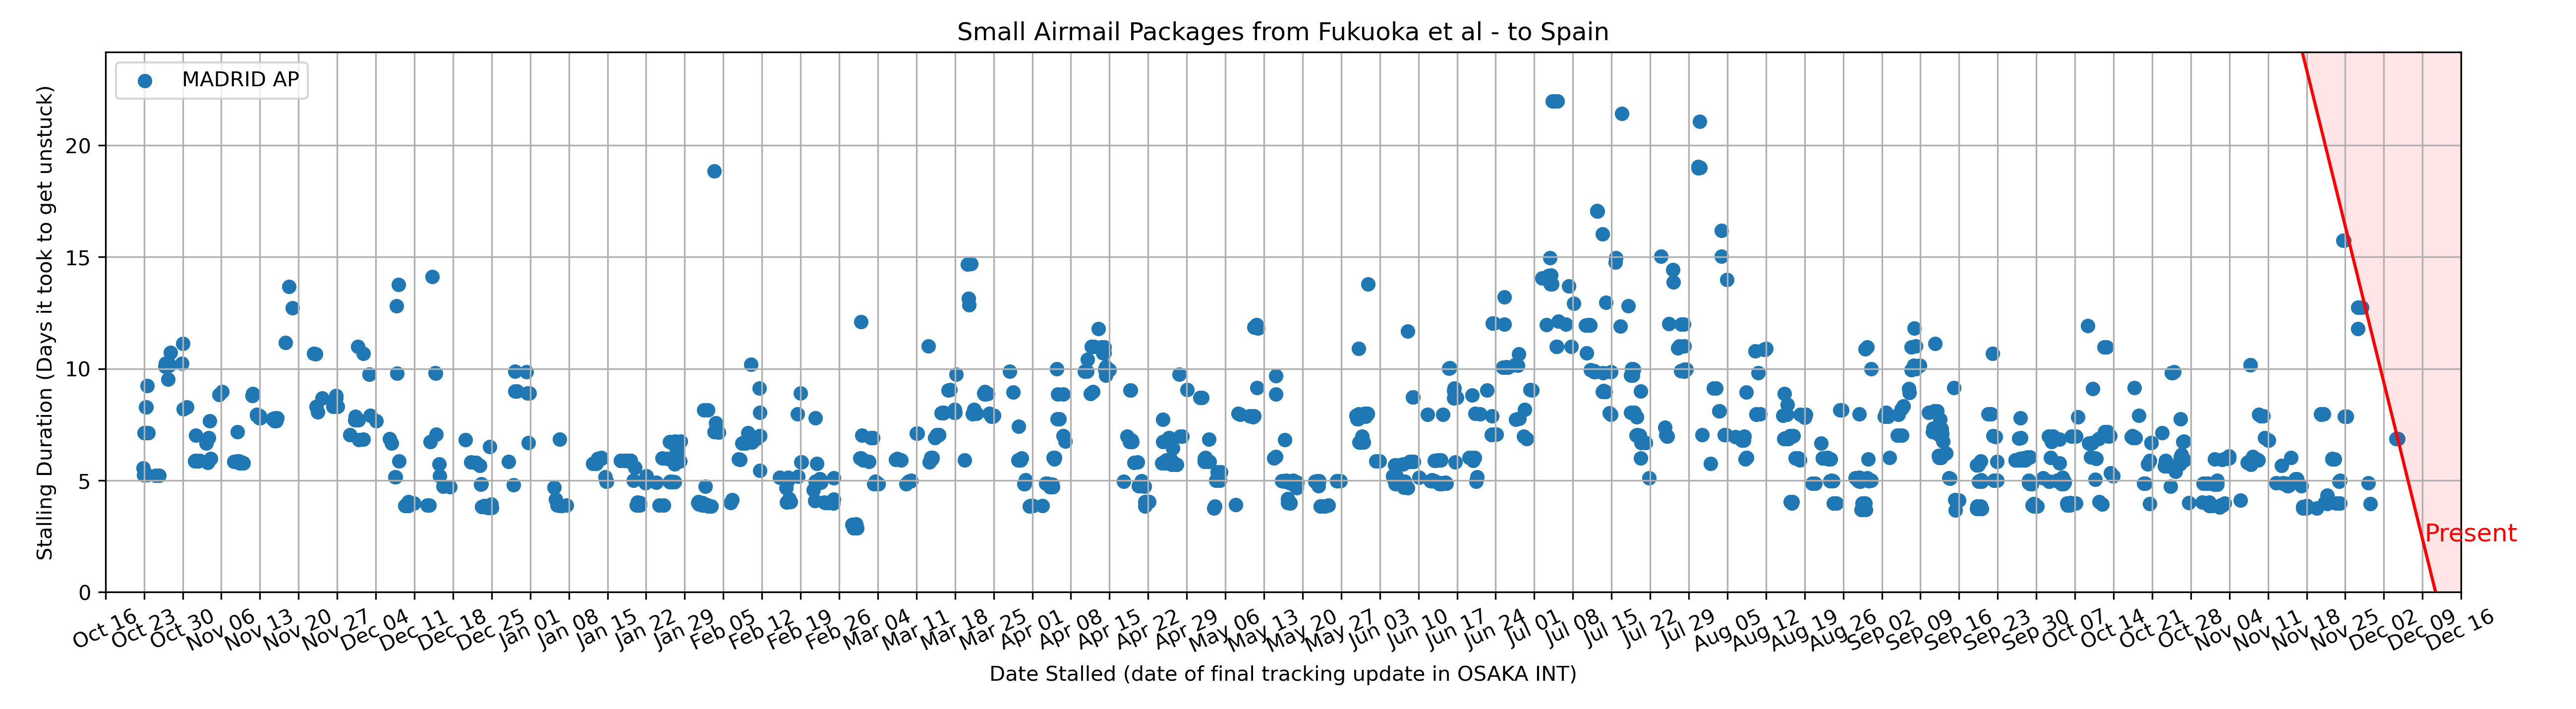 Small Airmail Packages from Fukuoka et al - to Spain
MADRID AP
Stalling Duration (Days it took to get unstuck)
20
15
10
5
0
Present
Oct 16
Oct 23
Oct 30
Nov 06
Nov 13
Nov 20
Nov 27
Dec 04
Dec 11
Dec 18
Dec 25
Jan 01
Jan 08
Jan 15
Jan 22
Jan 29
Feb 05
Feb 12
Feb 19
Feb 26
Mar 04
Mar 11
Mar 18
Mar 25
Apr 01
Apr 08
Apr 15
Apr 22
Apr 29
May 06
May 13
May 20
May 27
Jun 03
Jun 10
Jun 17
Jun 24
Jul 01
Jul 08
Jul 15
Jul 22
Jul 29
Aug 05
Aug 12
Aug 19
Aug 26
Sep 02
Sep 09
Sep 16
Sep 23
Sep 30
Oct 07
Oct 14
Oct 21
Oct 28
Nov 04
Nov 11
Nov 18
Nov 25
Dec 02
Dec 09
Dec 16
Date Stalled (date of final tracking update in OSAKA INT)